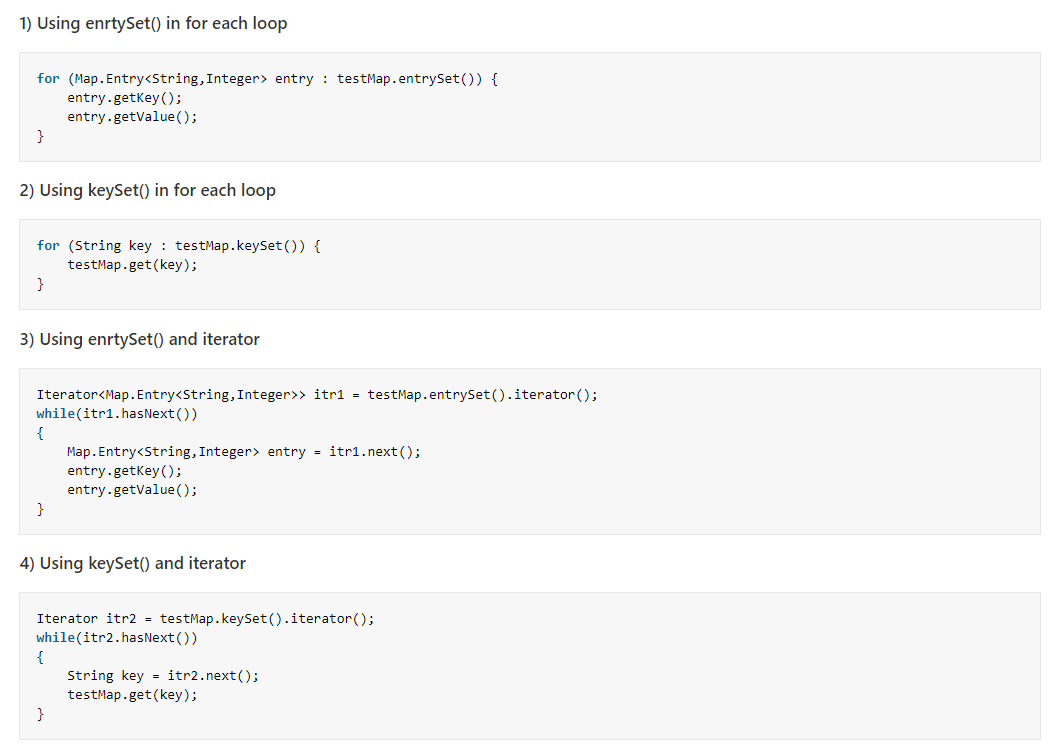 1) Using enrtySet() in for each loop
for (Map.Entry<String,Integer> entry : testMap.entrySet()) {
    entry.getKey();
    entry.getValue();
}
2) Using keySet() in for each loop
for (String key : testMap.keySet()) {
    testMap.get(key);
}
3) Using enrtySet() and iterator
Iterator<Map.Entry<String,Integer>> itr1 = testMap.entrySet().iterator();
while(itr1.hasNext())
{
    Map.Entry<String,Integer> entry = itr1.next();
    entry.getKey();
    entry.getValue();
}
4) Using keySet() and iterator
Iterator itr2 = testMap.keySet().iterator();
while(itr2.hasNext())
{
    String key = itr2.next();
    testMap.get(key);
}